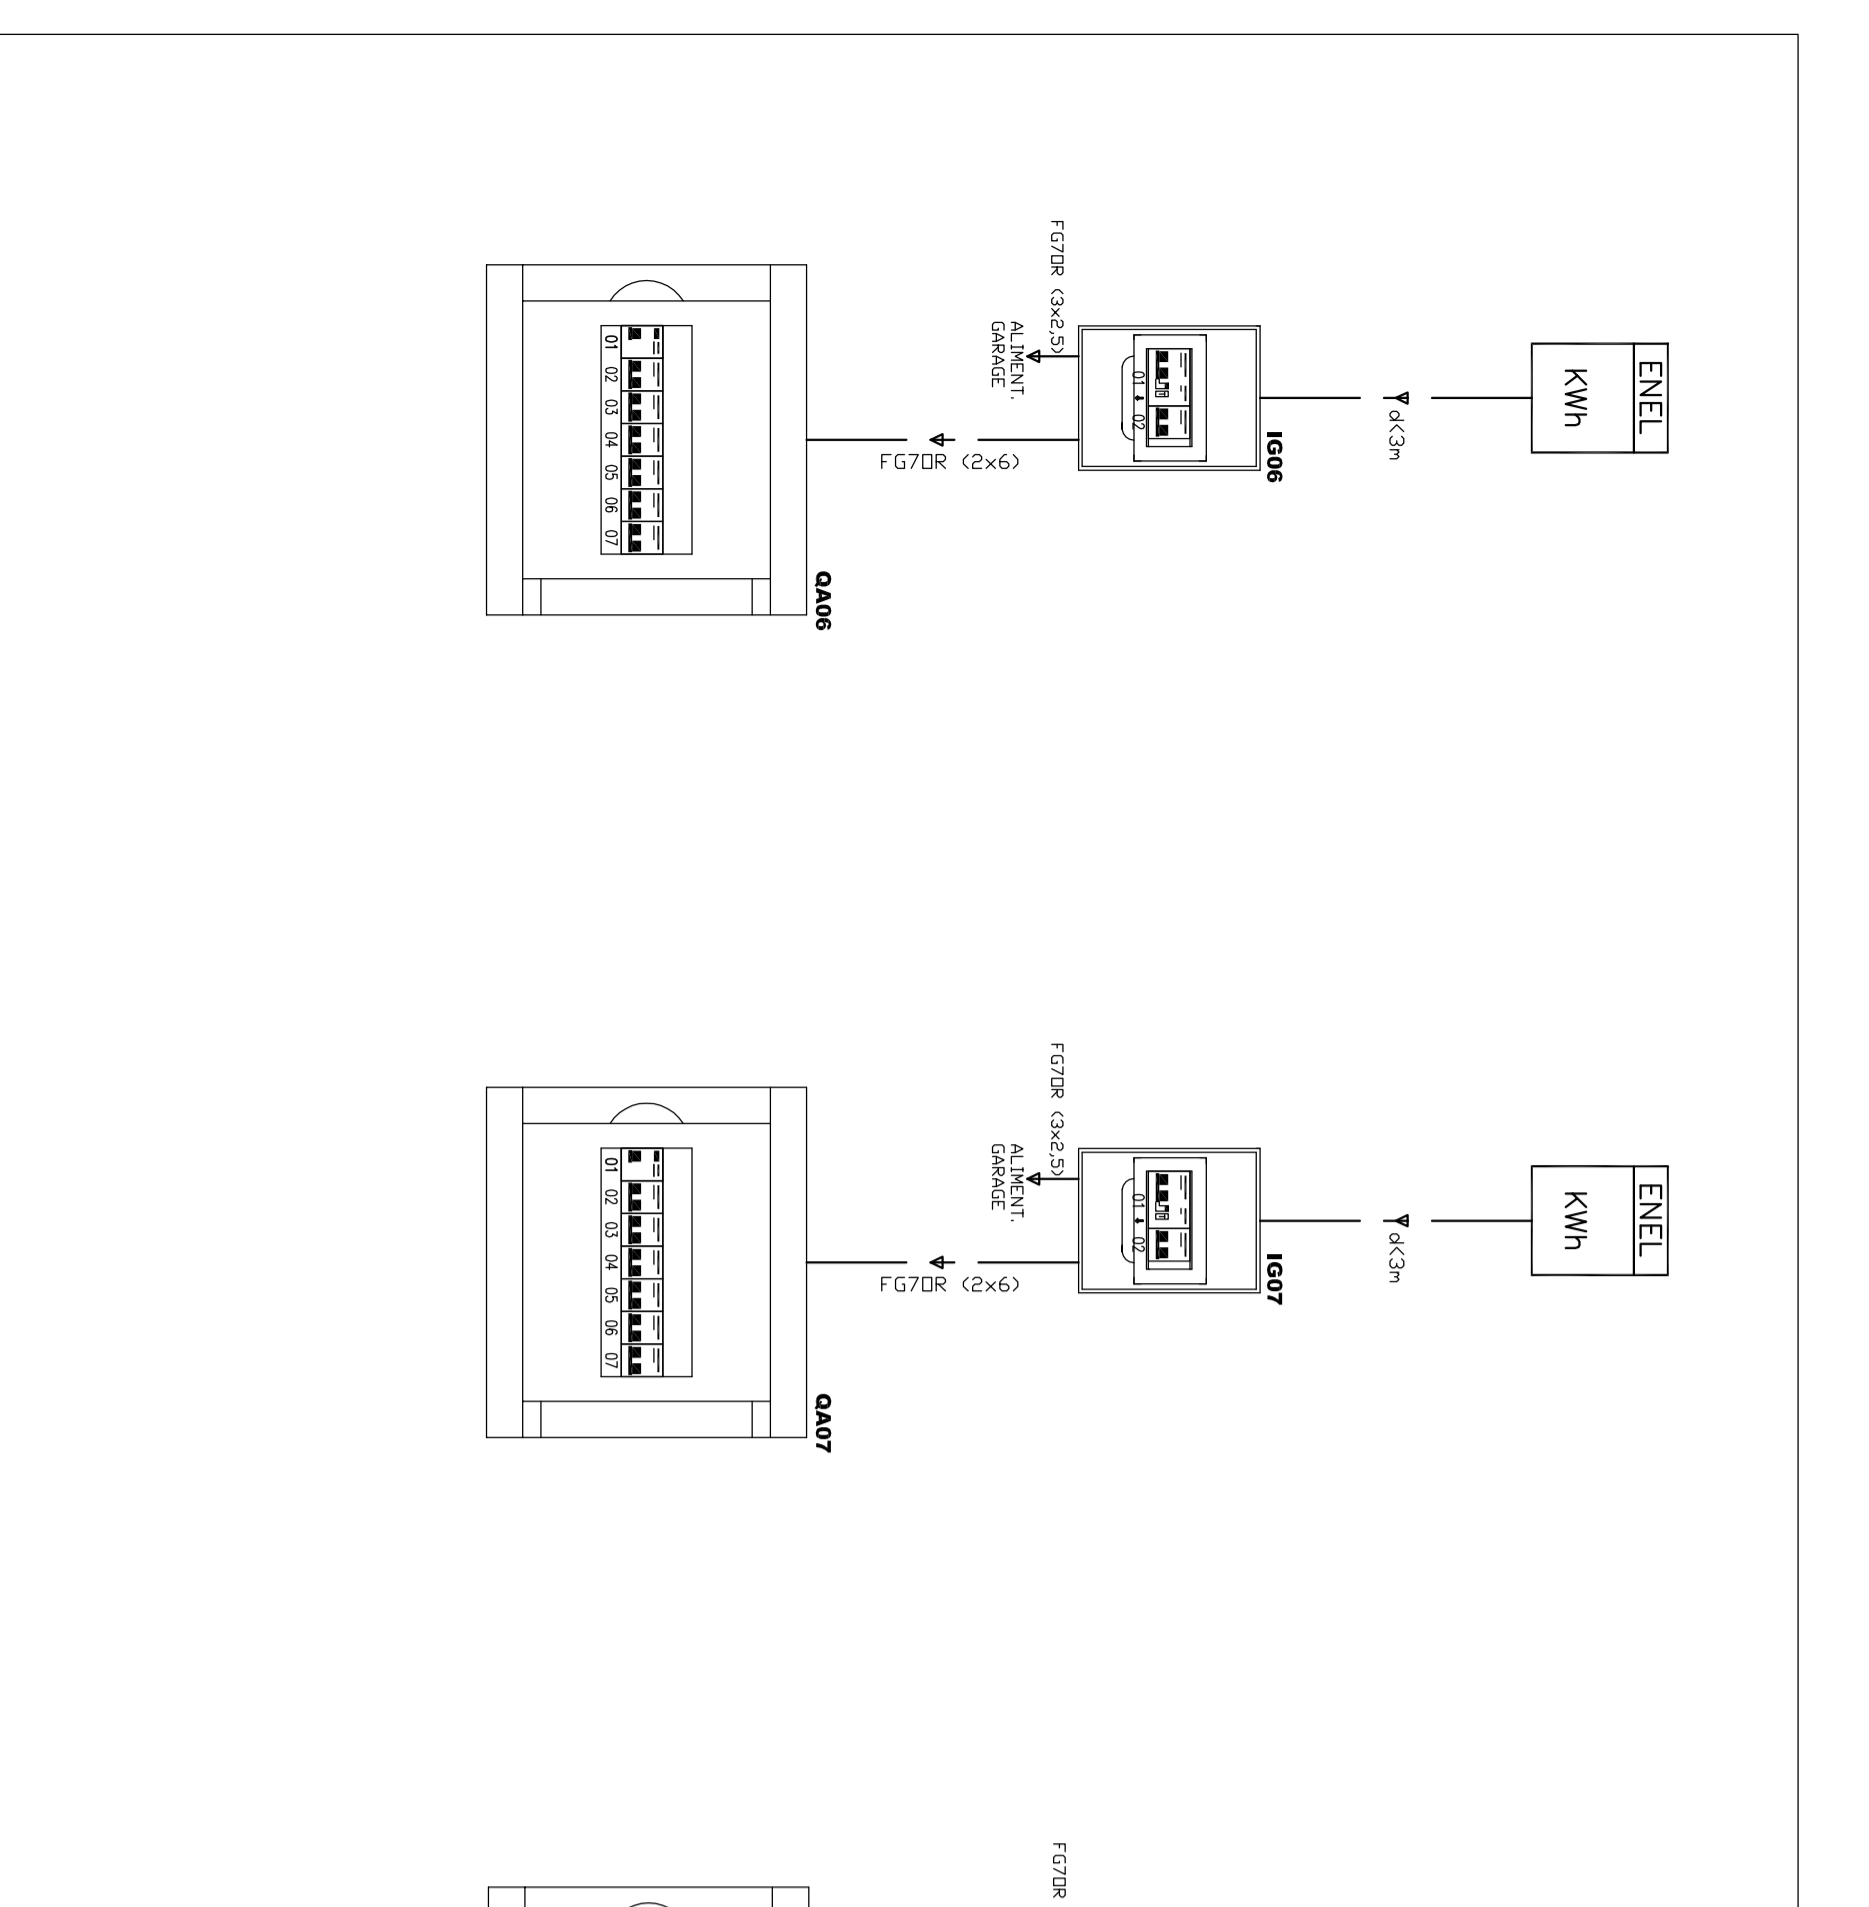 ENEL
KWh
d<3m
IG06
01 02
FG7OR (3x2,5)
ALIMENT.
GARAGE
FG7OR (2x6)
QA06
01 02 03 04 05 06 07
ENEL
KWh
d<3m
IG07
01 02
FG7OR (3x2,5)
ALIMENT.
GARAGE
FG7OR (2x6)
QA07
01 02 03 04 05 06 07
FG7OR